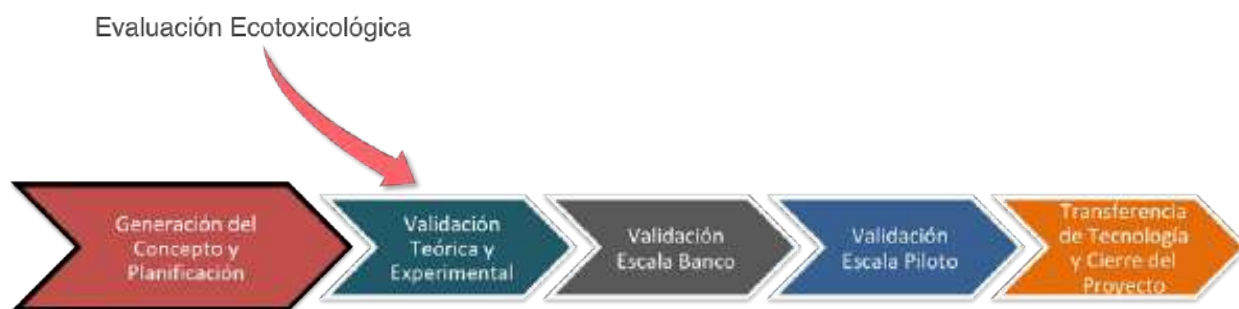 Evaluación Ecotoxicológica
Generación del
Concepto y
Planificación
Validación
Teórica y
Experimental
Validación
Escala Banco
Validación
Escala Piloto
Transferencia
de Tecnología
y Cierre del
Proyecto